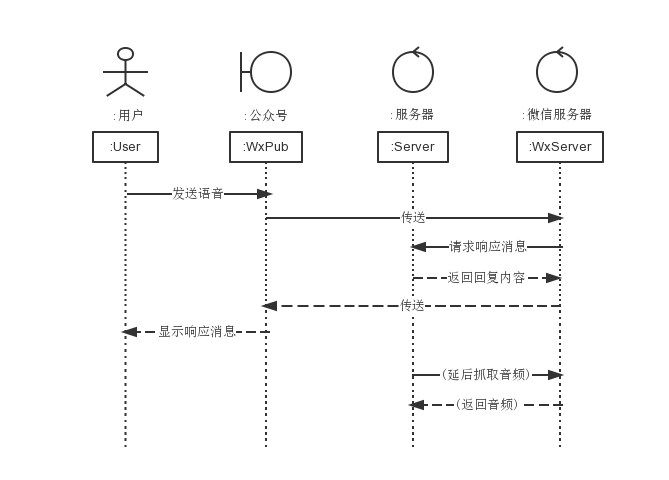 :用户
:公众号
:服务器
:微信服务器
:User
:WxPub
:Server
:WxServer
发送语音
传送
请求响应消息
返回回复内容
传送
显示响应消息
(延后抓取音频)
(返回音频)